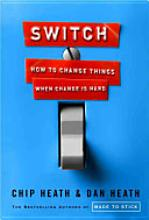 SWITCH
HOW TO CHANGE THINGS
WHEN CHANGE IS HARD
CHIP HEATH & DAN HEATH
THE BESTSELLING AUTHORS OF MADE TO STICK